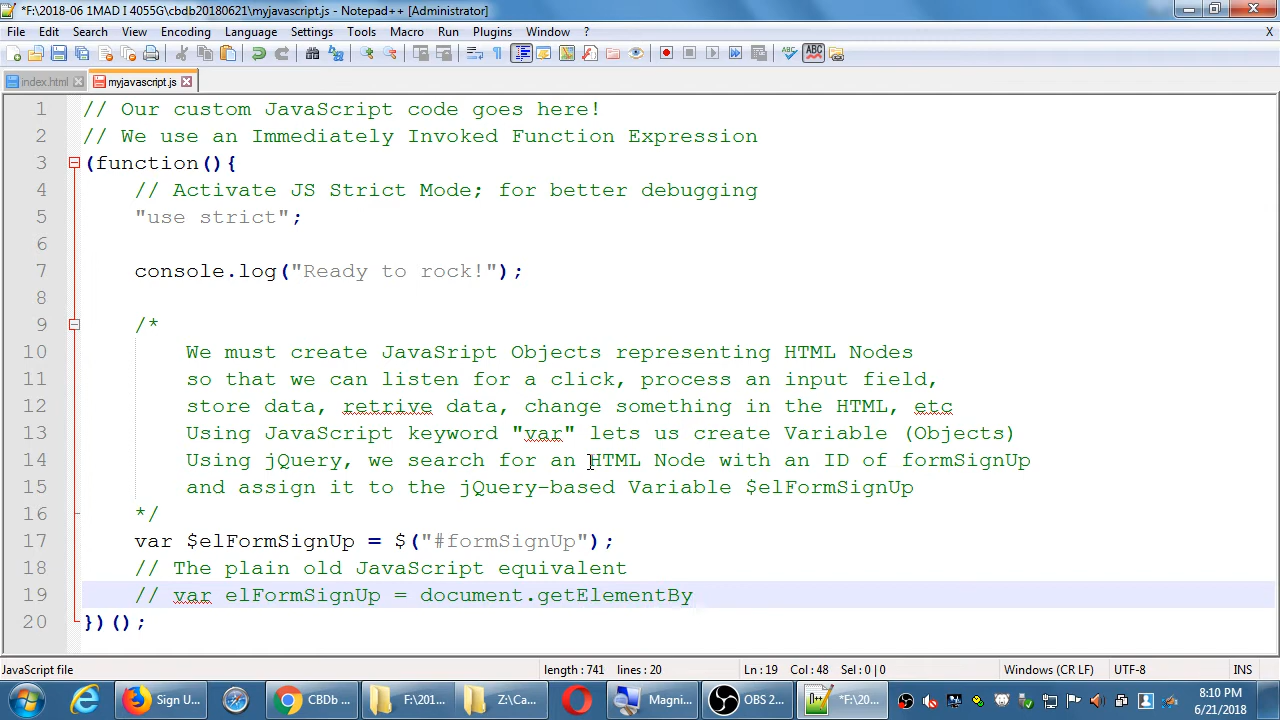 *F:\2018-06 1MAD I 4055G\cbdb20180621\myjavascript.js - Notepad++ [Administrator]
File Edit Search View Encoding Language Settings Tools Macro Run Plugins Window ? X
index.html myjavascript.js
1 // Our custom JavaScript code goes here!
2 // We use an Immediately Invoked Function Expression
3 (function(){
4 // Activate JS Strict Mode; for better debugging
5 "use strict";
6
7 console.log("Ready to rock!");
8
9 /*
10 We must create JavaSript Objects representing HTML Nodes
11 so that we can listen for a click, process an input field,
12 store data, retrive data, change something in the HTML, etc
13 Using JavaScript keyword "var" lets us create Variable (Objects)
14 Using jQuery, we search for an HTML Node with an ID of formSignUp
15 and assign it to the jQuery-based Variable $elFormSignUp
16 */
17 var $elFormSignUp = $("#formSignUp");
18 // The plain old JavaScript equivalent
19 // var elFormSignUp = document.getElementBy
20 })();
JavaScript file length : 741 lines : 20 Ln : 19 Col : 48 Sel : 0 | 0 Windows (CR LF) UTF-8 INS
Sign U... CBDb ... F:\201... Z:\Ca... Magni... OBS 2... *F:\20... 8:10 PM
6/21/2018